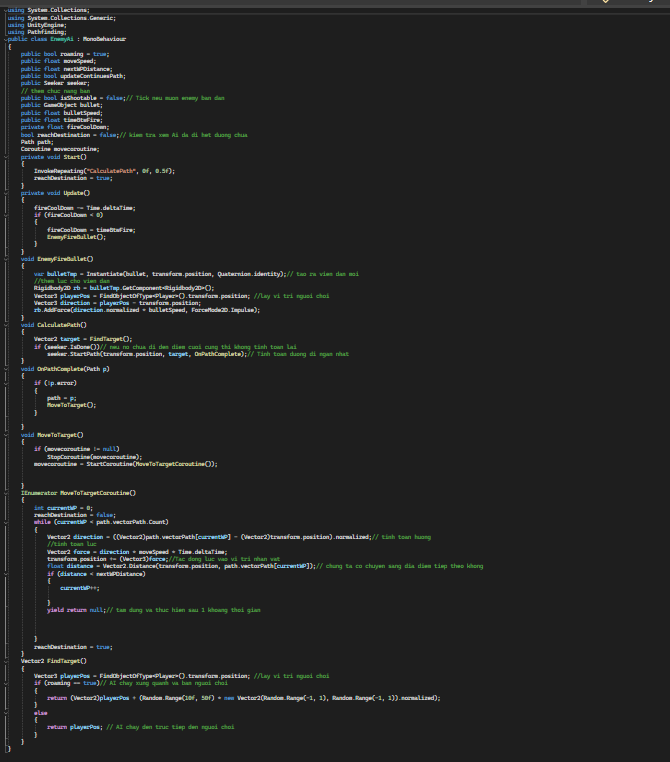 using System.Collections;
using System.Collections.Generic;
using UnityEngine;
using Pathfinding;
public class EnemyAi : MonoBehaviour
{
public bool roaming = true;
public float moveSpeed;
public float nextWPDistance;
public bool updateContinuesPath;
public Seeker seeker;
// them chuc nang ban
public bool isShootable = false;// Tick neu muon enemy ban dan
public GameObject bullet;
public float bulletSpeed;
public float timeBtwFire;
private float fireCoolDown;
bool reachDestination = false;// kiem tra xem Ai da di het duong chua
Path path;
Coroutine movecoroutine;
private void Start()
{
InvokeRepeating("CalculatePath", 0f, 0.5f);
reachDestination = true;
}
private void Update()
{
fireCoolDown -= Time.deltaTime;
if (fireCoolDown < 0)
{
fireCoolDown = timeBtwFire;
EnemyFireBullet();
}
}
void EnemyFireBullet()
{
var bulletTmp = Instantiate(bullet, transform.position, Quaternion.identity);// tao ra vien dan moi
//them luc cho vien dan
Rigidbody2D rb = bulletTmp.GetComponent<Rigidbody2D>();
Vector3 playerPos = FindObjectOfType<Player>().transform.position; //lay vi tri nguoi choi
Vector3 direction = playerPos - transform.position;
rb.AddForce(direction.normalized * bulletSpeed, ForceMode2D.Impulse);
}
void CalculatePath()
{
Vector2 target = FindTarget();
if (seeker.IsDone())// neu no chua di den diem cuoi cung thi khong tinh toan lai
seeker.StartPath(transform.position, target, OnPathComplete);// Tinh toan duong di ngan nhat
}
void OnPathComplete(Path p)
{
if (!p.error)
{
path = p;
MoveToTarget();
}
}
void MoveToTarget()
{
if (movecoroutine != null)
StopCoroutine(movecoroutine);
movecoroutine = StartCoroutine(MoveToTargetCoroutine());
}
IEnumerator MoveToTargetCoroutine()
{
int currentWP = 0;
reachDestination = false;
while (currentWP < path.vectorPath.Count)
{
Vector2 direction = ((Vector2)path.vectorPath[currentWP] - (Vector2)transform.position).normalized;// tinh toan huong
//tinh toan luc
Vector2 force = direction * moveSpeed * Time.deltaTime;
transform.position += (Vector3)force;//Tac dong luc vao vi tri nhan vat
float distance = Vector2.Distance(transform.position, path.vectorPath[currentWP]);// chung ta co chuyen sang dia diem tiep theo khong
if (distance < nextWPDistance)
{
currentWP++;
}
yield return null;// tam dung va thuc hien sau 1 khoang thoi gian
}
reachDestination = true;
}
Vector2 FindTarget()
{
Vector3 playerPos = FindObjectOfType<Player>().transform.position; //lay vi tri nguoi choi
if (roaming == true)// AI chay xung quanh va ban nguoi choi
{
return (Vector2)playerPos + (Random.Range(10f, 50f) * new Vector2(Random.Range(-1, 1), Random.Range(-1, 1)).normalized);
}
else
{
return playerPos; // AI chay den truc tiep den nguoi choi
}
}
}